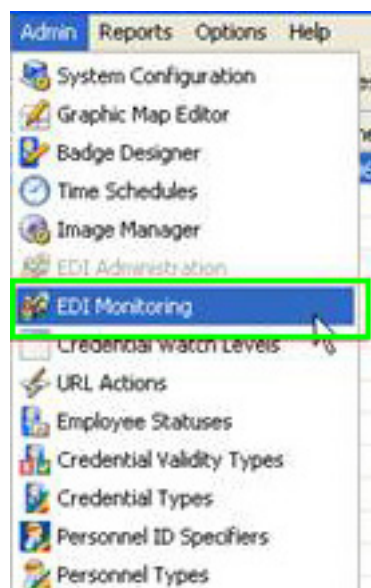 Admin Reports Options Help
System Configuration
Graphic Map Editor
Badge Designer
Time Schedules
Image Manager
EDI Administration
EDI Monitoring
Credential Watch Levels
URL Actions
Employee Statuses
Credential Validity Types
Credential Types
Personnel ID Specifiers
Personnel Types